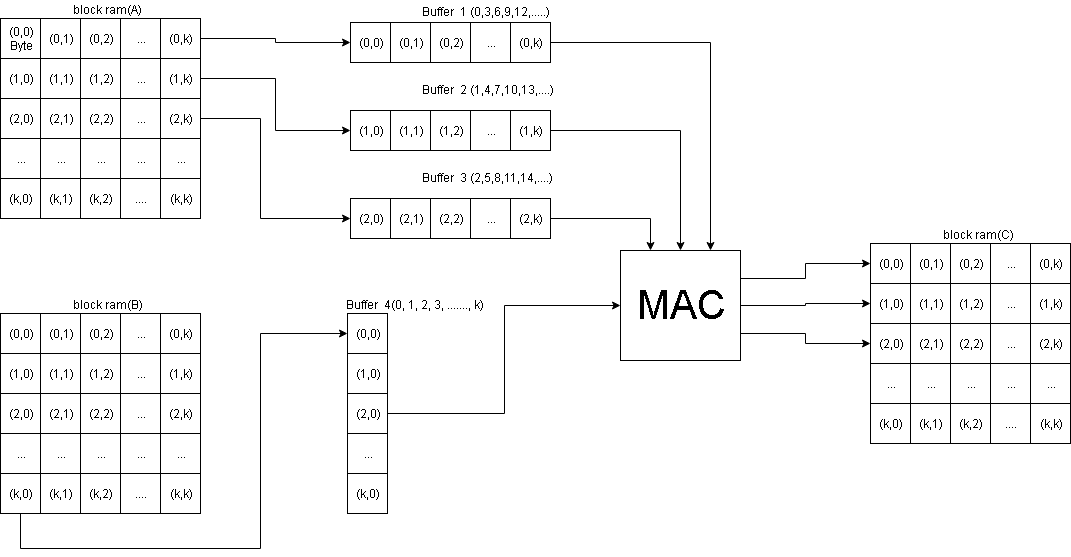 block ram(A)
(0,0) Byte (0,1) (0,2) ... (0,k)
(1,0) (1,1) (1,2) ... (1,k)
(2,0) (2,1) (2,2) ... (2,k)
... ... ... ... ...
(k,0) (k,1) (k,2) .... (k,k)
Buffer 1 (0,3,6,9,12,.....)
(0,0) (0,1) (0,2) ... (0,k)
Buffer 2 (1,4,7,10,13,....)
(1,0) (1,1) (1,2) ... (1,k)
Buffer 3 (2,5,8,11,14,....)
(2,0) (2,1) (2,2) ... (2,k)
block ram(B)
(0,0) (0,1) (0,2) ... (0,k)
(1,0) (1,1) (1,2) ... (1,k)
(2,0) (2,1) (2,2) ... (2,k)
... ... ... ... ...
(k,0) (k,1) (k,2) .... (k,k)
Buffer 4(0, 1, 2, 3, ......., k)
(0,0)
(1,0)
(2,0)
...
(k,0)
MAC
block ram(C)
(0,0) (0,1) (0,2) ... (0,k)
(1,0) (1,1) (1,2) ... (1,k)
(2,0) (2,1) (2,2) ... (2,k)
... ... ... ... ...
(k,0) (k,1) (k,2) .... (k,k)